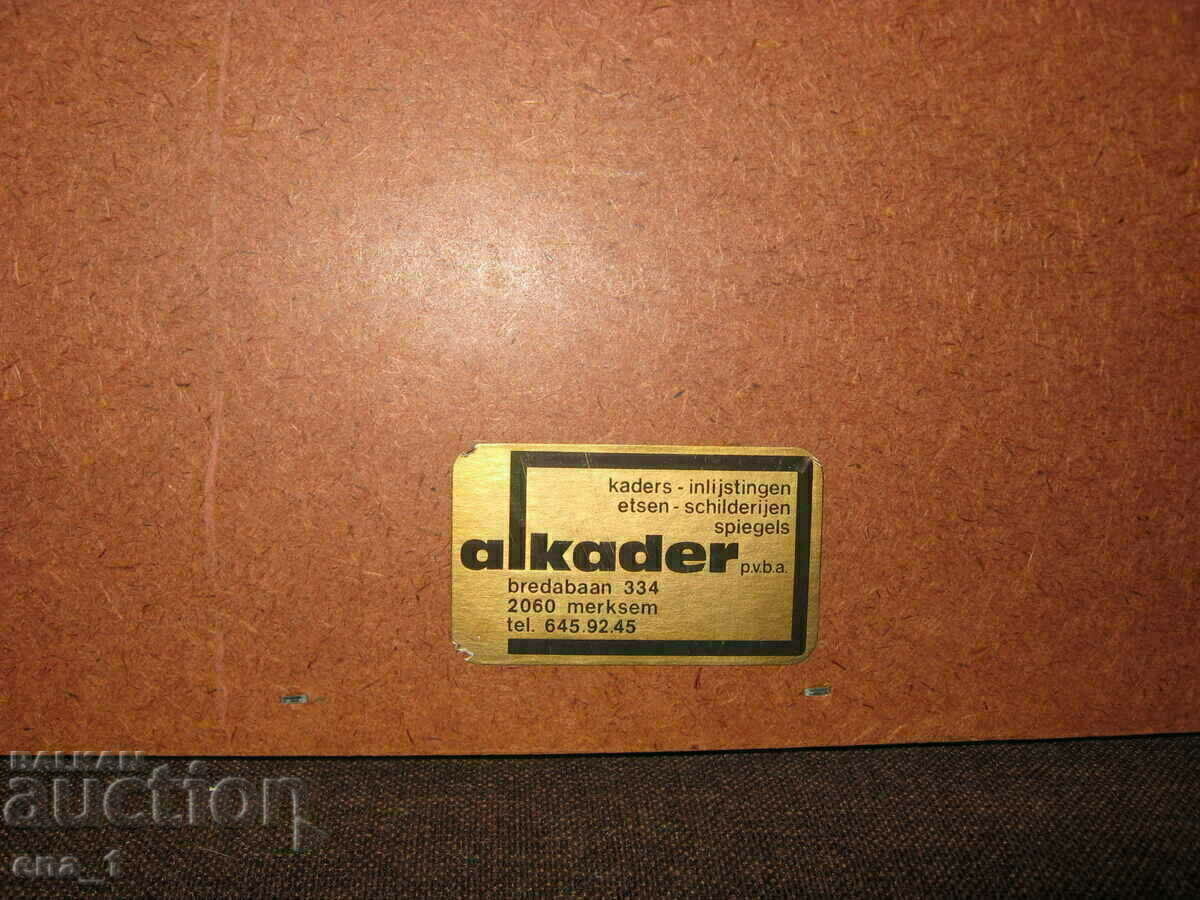 kaders - inlijstingen
etsen - schilderijen
spiegels
alkader p.v.b.a.
bredabaan 334
2060 merksem
tel. 645.92.45
BALKAN
auction
ena_1